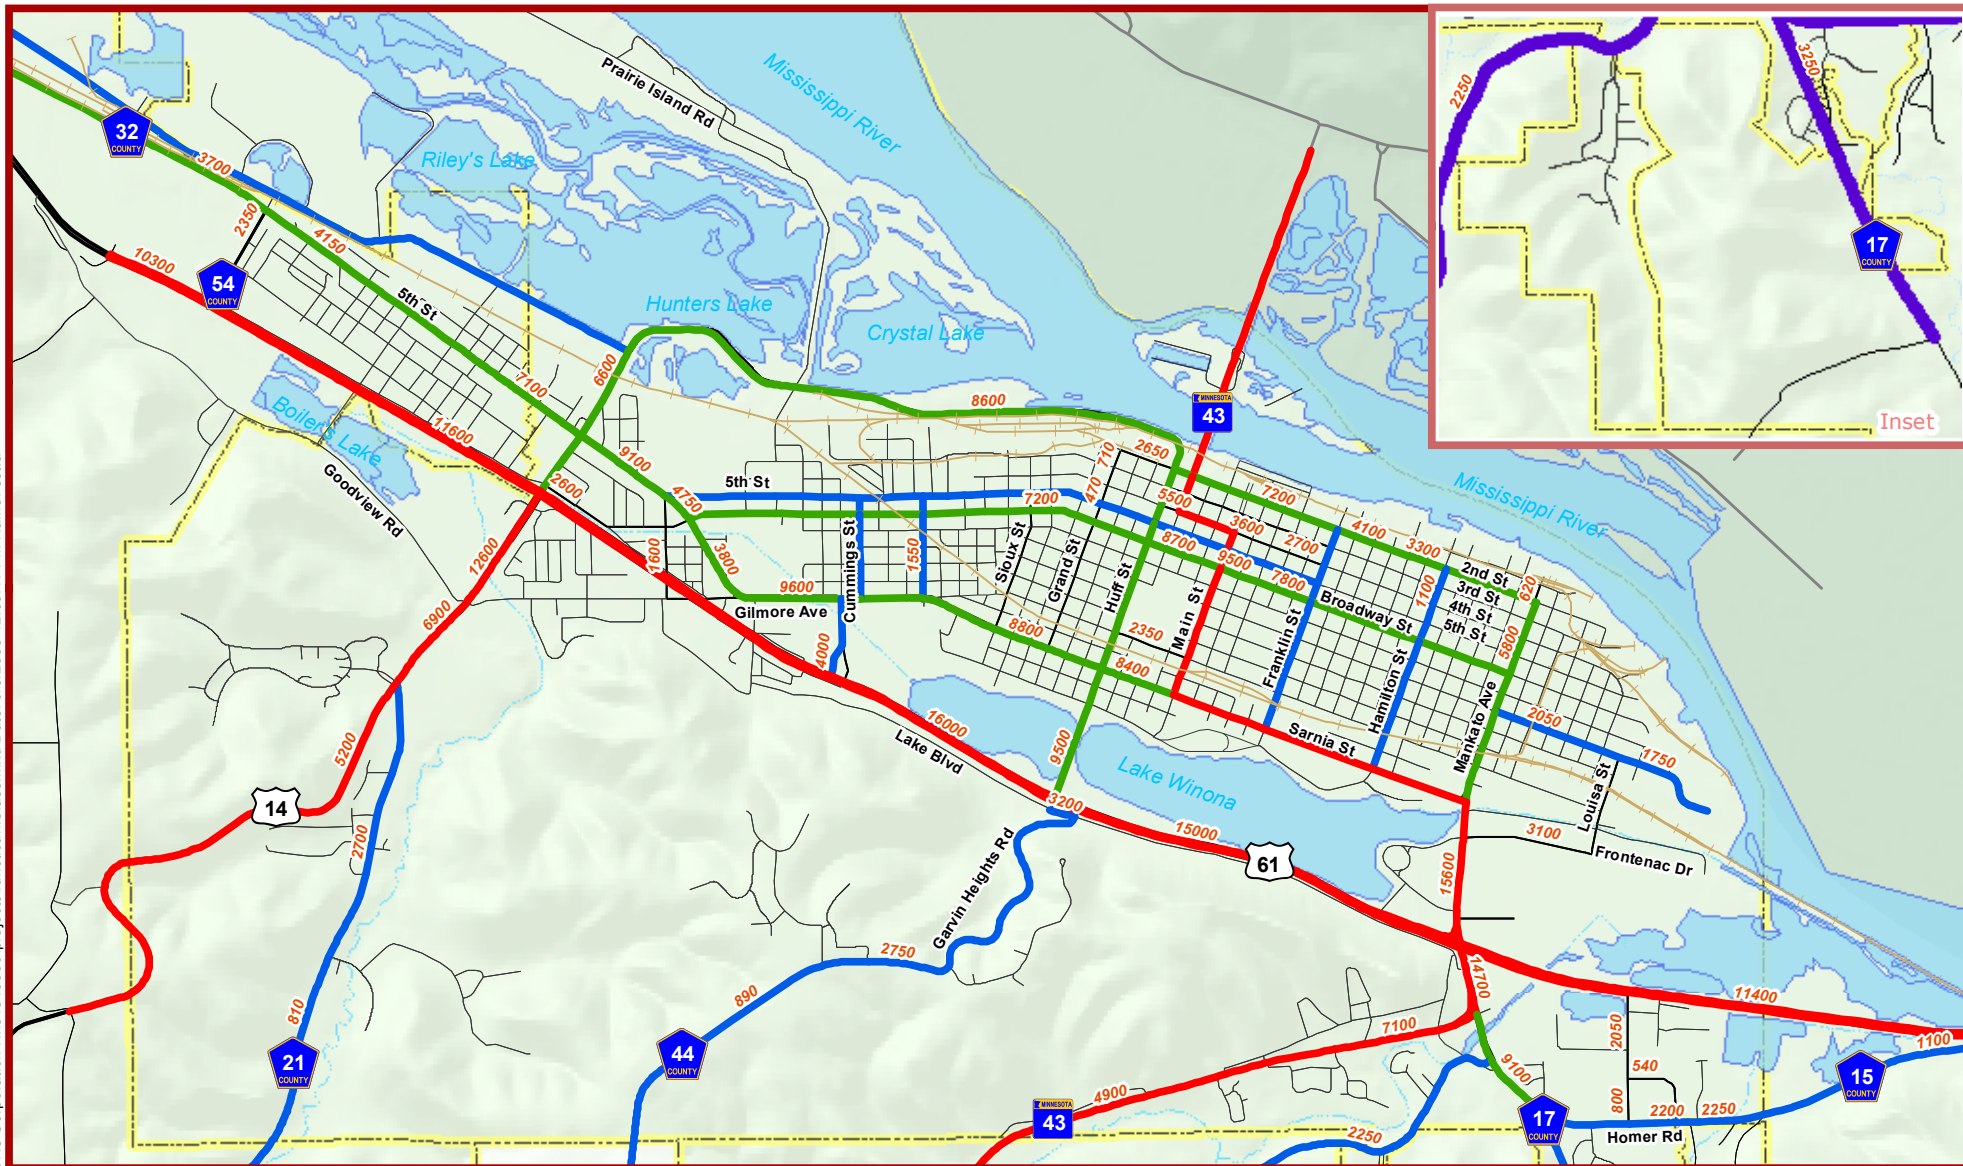 Prairie Island Rd
Mississippi River
32
COUNTY
3700
Riley's Lake
2350
4150
10300
54
COUNTY
5th St
Hunters Lake
Crystal Lake
6600
7100
8600
MINNESOTA
43
Boiler's Lake
11600
Goodview Rd
9100
2600
4750
5th St
7200
710
2650
470
5500
7200
3600
2700
4100
3300
Mississippi River
2nd St
3rd St
4th St
5th St
620
12600
1600
3800
Cummings St
1550
Sioux St
Grand St
Huff St
8700
9500
7800
Broadway St
1100
9600
Gilmore Ave
4000
6900
8800
2350
8400
Main St
Franklin St
Hamilton St
5800
Mankato Ave
5200
14
2700
16000
Lake Blvd
9500
3200
Lake Winona
Sarnia St
2050
1750
Louisa St
15000
61
3100
Frontenac Dr
15600
Garvin Heights Rd
2750
890
810
21
COUNTY
44
COUNTY
14700
7100
4900
MINNESOTA
43
9100
11400
2050
540
800
1100
15
COUNTY
17
COUNTY
2200
2250
Homer Rd
2250
2250
3250
17
COUNTY
Inset